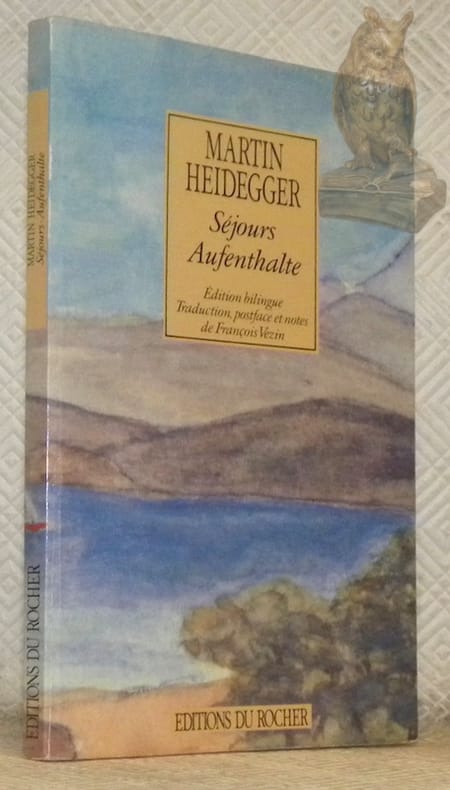 MARTIN
HEIDEGGER
Séjours
Aufenthalte
Édition bilingue
Traduction, postface et notes
de François Vezin
EDITIONS DU ROCHER
MARTIN HEIDEGGER
Séjours Aufenthalte
EDITIONS DU ROCHER